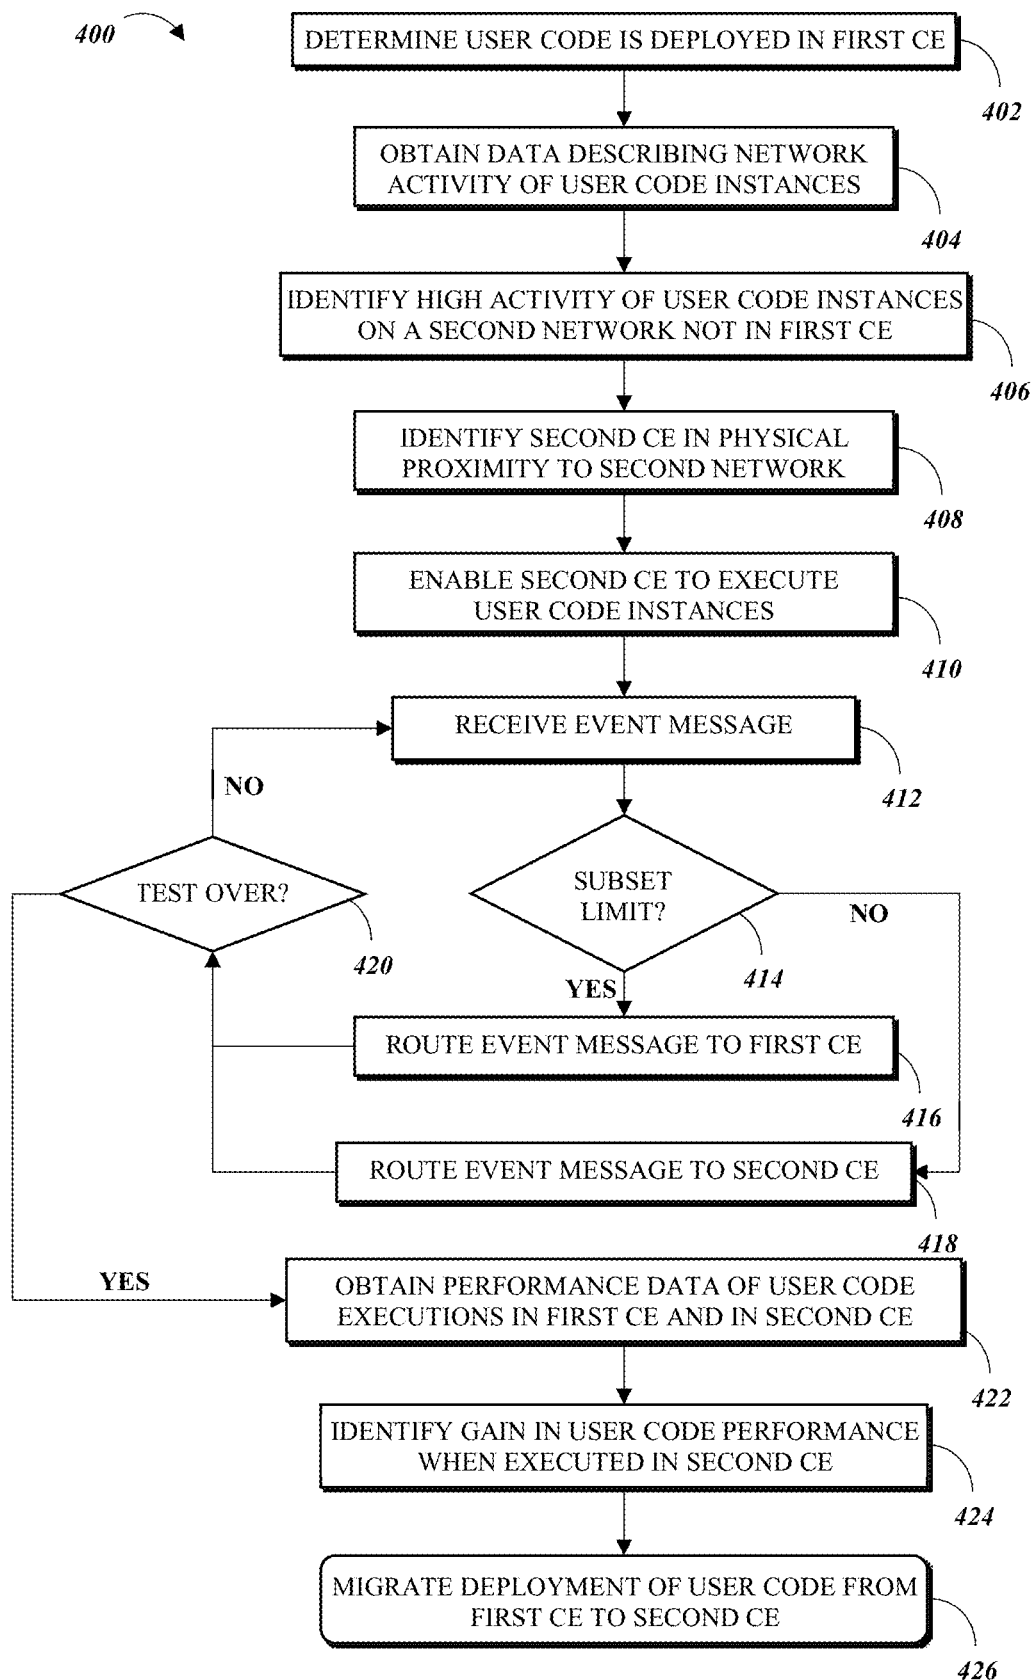 400
DETERMINE USER CODE IS DEPLOYED IN FIRST CE
402
OBTAIN DATA DESCRIBING NETWORK
ACTIVITY OF USER CODE INSTANCES
404
IDENTIFY HIGH ACTIVITY OF USER CODE INSTANCES
ON A SECOND NETWORK NOT IN FIRST CE
406
IDENTIFY SECOND CE IN PHYSICAL
PROXIMITY TO SECOND NETWORK
408
ENABLE SECOND CE TO EXECUTE
USER CODE INSTANCES
410
RECEIVE EVENT MESSAGE
412
NO
TEST OVER?
420
SUBSET
LIMIT?
414
NO
YES
ROUTE EVENT MESSAGE TO FIRST CE
416
ROUTE EVENT MESSAGE TO SECOND CE
418
YES
OBTAIN PERFORMANCE DATA OF USER CODE
EXECUTIONS IN FIRST CE AND IN SECOND CE
422
IDENTIFY GAIN IN USER CODE PERFORMANCE
WHEN EXECUTED IN SECOND CE
424
MIGRATE DEPLOYMENT OF USER CODE FROM
FIRST CE TO SECOND CE
426